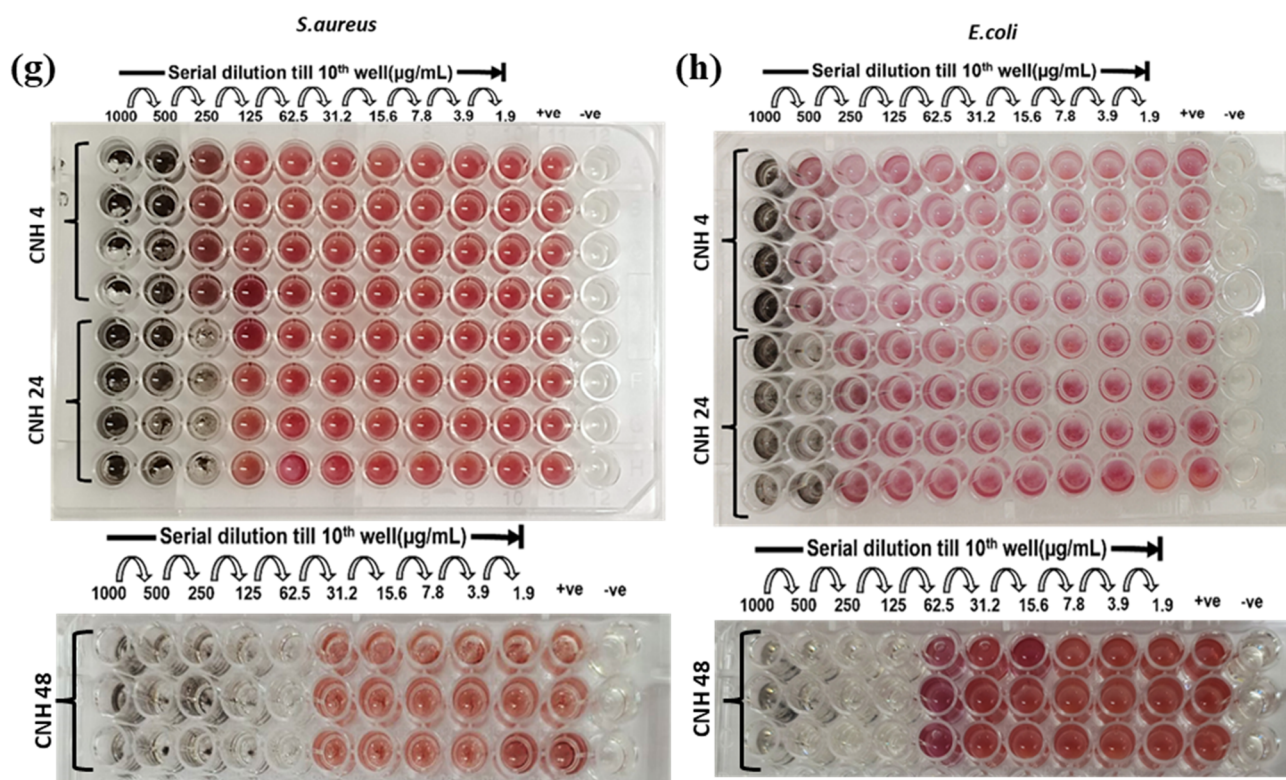 S.aureus
(g)
Serial dilution till 10th well(µg/mL)
1000 500 250 125 62.5 31.2 15.6 7.8 3.9 1.9 +ve -ve
CNH 4
CNH 24
Serial dilution till 10th well(µg/mL)
1000 500 250 125 62.5 31.2 15.6 7.8 3.9 1.9 +ve -ve
CNH 48
E.coli
(h)
Serial dilution till 10th well(µg/mL)
1000 500 250 125 62.5 31.2 15.6 7.8 3.9 1.9 +ve -ve
CNH 4
CNH 24
Serial dilution till 10th well(µg/mL)
1000 500 250 125 62.5 31.2 15.6 7.8 3.9 1.9 +ve -ve
CNH 48